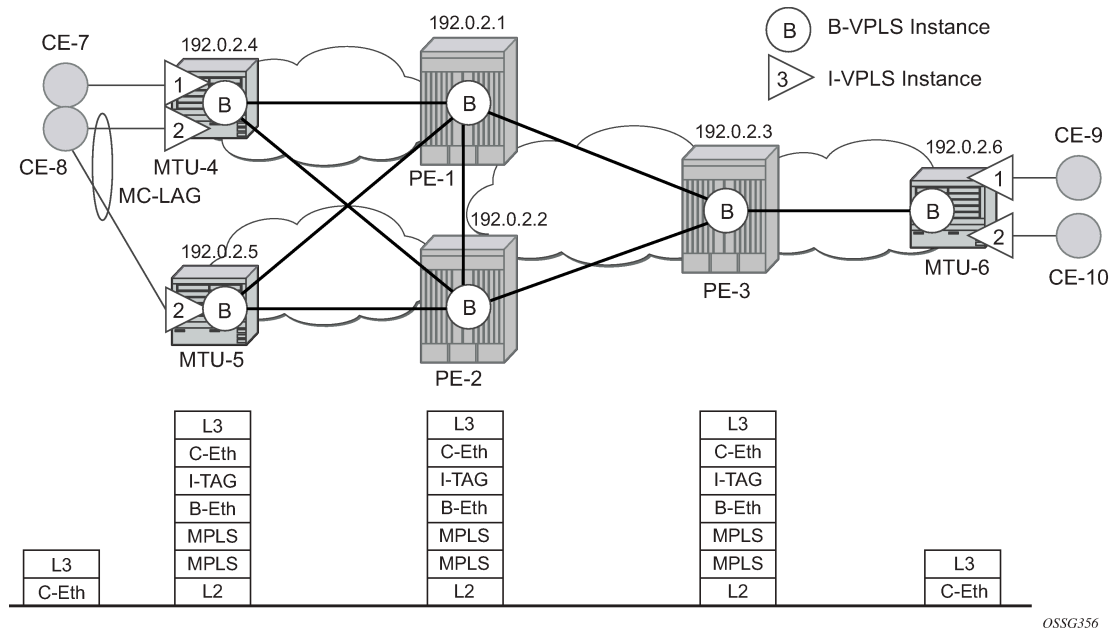 192.0.2.1
B
B-VPLS Instance
CE-7
192.0.2.4
3
I-VPLS Instance
1
B
B
2
192.0.2.3
CE-9
CE-8
MTU-4
PE-1
192.0.2.6
1
MC-LAG
B
B
192.0.2.2
2
192.0.2.5
MTU-6
CE-10
PE-3
2
B
B
MTU-5
PE-2
L3
L3
L3
C-Eth
C-Eth
C-Eth
I-TAG
I-TAG
I-TAG
B-Eth
B-Eth
B-Eth
MPLS
MPLS
MPLS
L3
MPLS
MPLS
MPLS
L3
C-Eth
L2
L2
L2
C-Eth
OSSG356